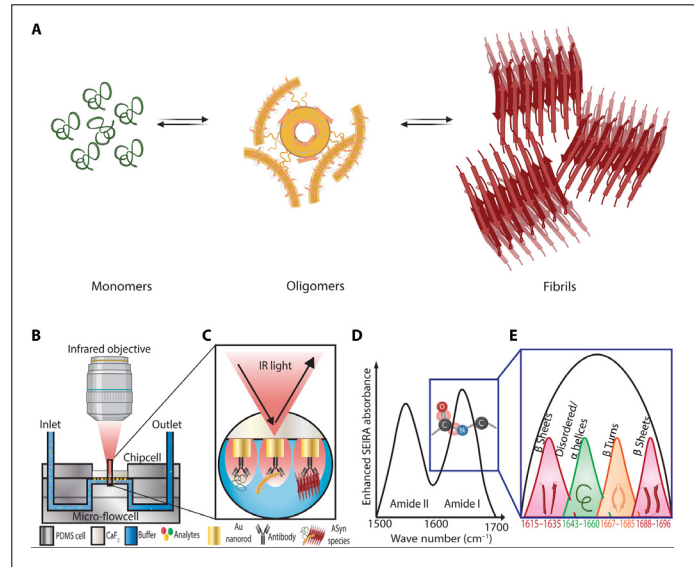 A
Monomers
Oligomers
Fibrils
B
Infrared objective
Inlet
Outlet
Chipcell
Micro-flowcell
C
IR light
D
Enhanced SEIRA absorbance
O
C
N
C
Amide II
Amide I
1500
1600
1700
Wave number (cm⁻¹)
E
β Sheets
Disordered/
α helices
β Turns
β Sheets
1615–1635
1643–1660
1667–1685
1688–1696
PDMS cell
CaF₂
Buffer
Analytes
Au
nanorod
Antibody
ASyn
species